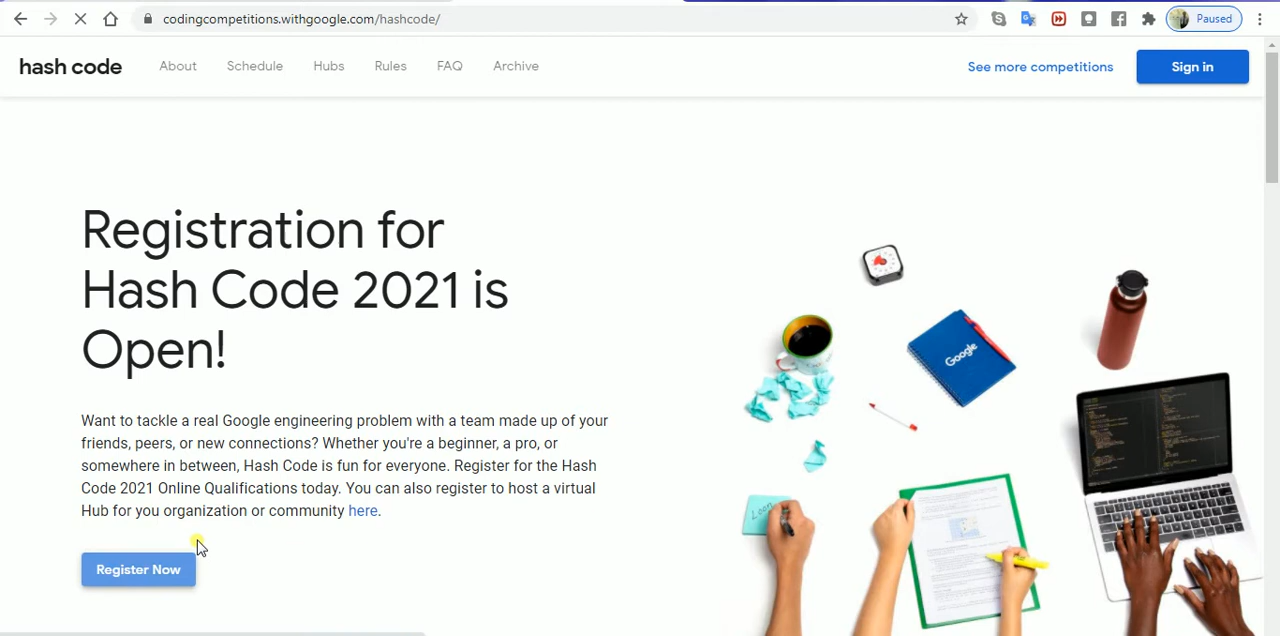 codingcompetitions.withgoogle.com/hashcode/
Paused
hash code
About
Schedule
Hubs
Rules
FAQ
Archive
See more competitions
Sign in
Registration for
Hash Code 2021 is
Open!
Want to tackle a real Google engineering problem with a team made up of your
friends, peers, or new connections? Whether you're a beginner, a pro, or
somewhere in between, Hash Code is fun for everyone. Register for the Hash
Code 2021 Online Qualifications today. You can also register to host a virtual
Hub for you organization or community here.
Register Now
Google